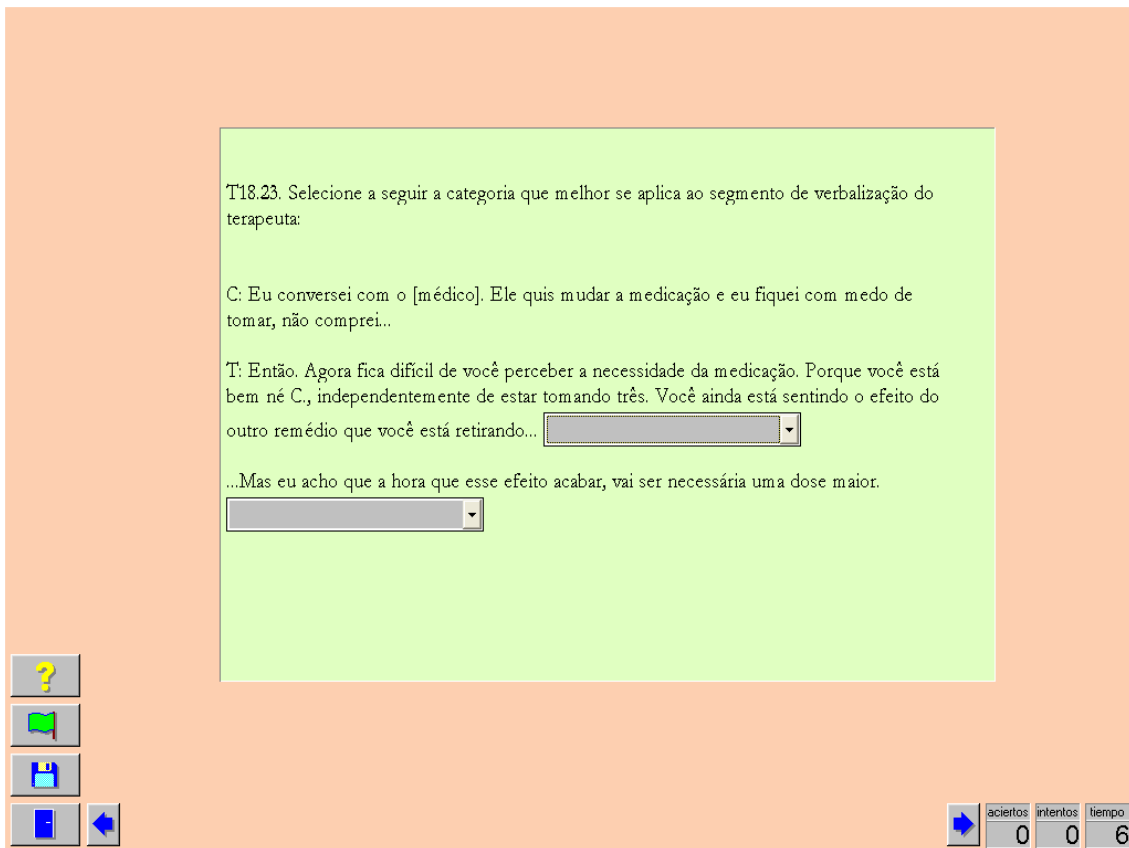 T18.23. Selecione a seguir a categoria que melhor se aplica ao segmento de verbalização do
terapeuta:
C: Eu conversei com o [médico]. Ele quis mudar a medicação e eu fiquei com medo de
tomar, não comprei...
T: Então. Agora fica difícil de você perceber a necessidade da medicação. Porque você está
bem né C., independentemente de estar tomando três. Você ainda está sentindo o efeito do
outro remédio que você está retirando...
...Mas eu acho que a hora que esse efeito acabar, vai ser necessária uma dose maior.
?
aciertos intentos tiempo
0 0 6